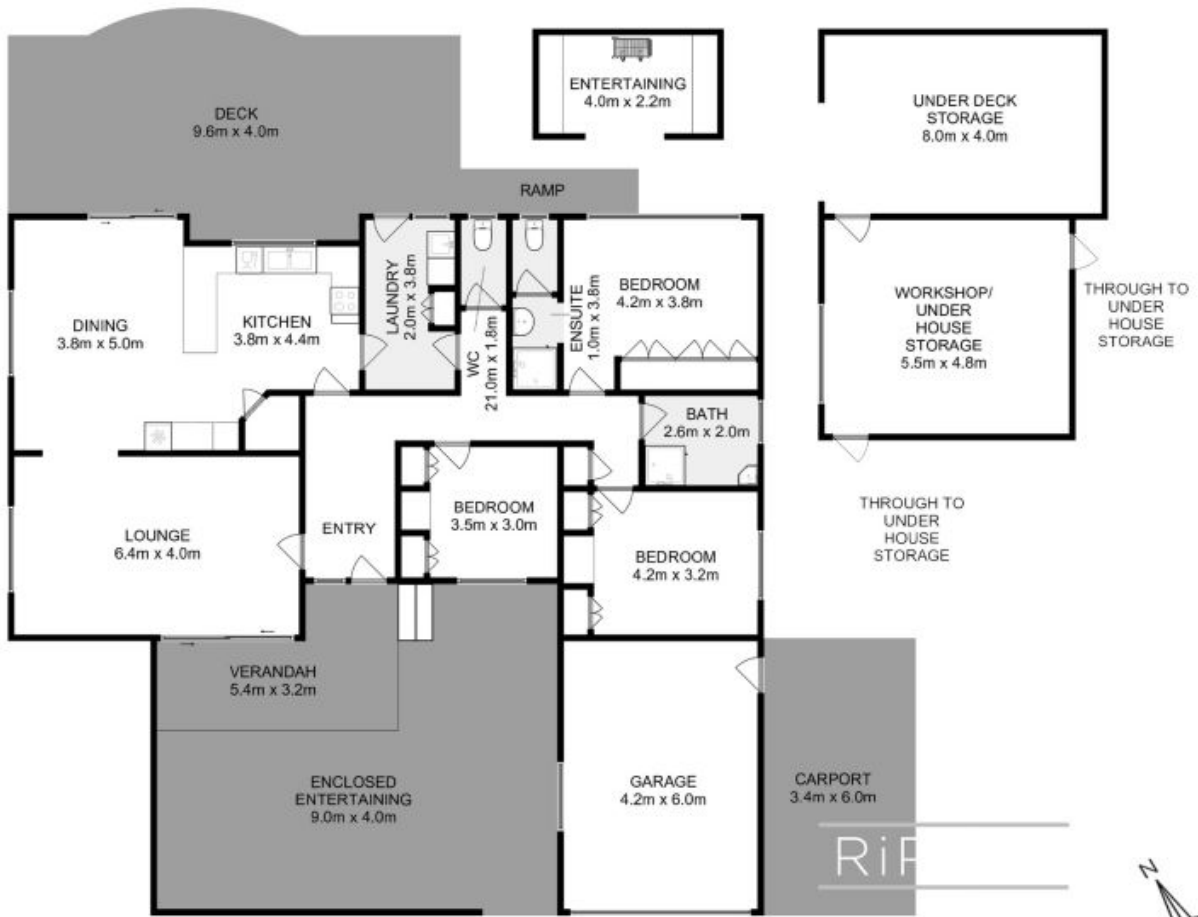 DECK
9.6m x 4.0m
ENTERTAINING
4.0m x 2.2m
UNDER DECK
STORAGE
8.0m x 4.0m
RAMP
DINING
3.8m x 5.0m
KITCHEN
3.8m x 4.4m
LAUNDRY
2.0m x 3.8m
WC
21.0m x 1.8m
ENSUITE
1.0m x 3.8m
BEDROOM
4.2m x 3.8m
WORKSHOP/
UNDER
HOUSE
STORAGE
5.5m x 4.8m
THROUGH TO
UNDER
HOUSE
STORAGE
BATH
2.6m x 2.0m
LOUNGE
6.4m x 4.0m
ENTRY
BEDROOM
3.5m x 3.0m
BEDROOM
4.2m x 3.2m
THROUGH TO
UNDER
HOUSE
STORAGE
VERANDAH
5.4m x 3.2m
ENCLOSED
ENTERTAINING
9.0m x 4.0m
GARAGE
4.2m x 6.0m
CARPORT
3.4m x 6.0m
N